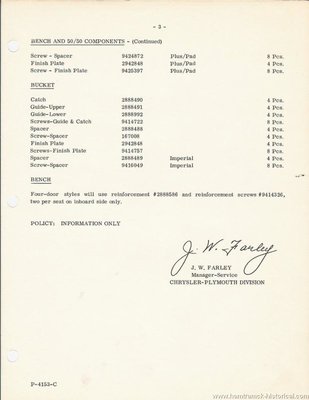 - 3 -
BENCH AND 50/50 COMPONENTS - (Continued)
Screw - Spacer 9424872 Plus/Pad 8 Pcs.
Finish Plate 2942848 Plus/Pad 4 Pcs.
Screw - Finish Plate 9420397 Plus/Pad 8 Pcs.
BUCKET
Catch 2888490 4 Pcs.
Guide-Upper 2888491 4 Pcs.
Guide-Lower 2888992 4 Pcs.
Screws-Guide & Catch 9414722 8 Pcs.
Spacer 2888488 4 Pcs.
Screw-Spacer 167008 4 Pcs.
Finish Plate 2942848 4 Pcs.
Screws-Finish Plate 9414757 8 Pcs.
Spacer 2888489 Imperial 4 Pcs.
Screw-Spacer 9416049 Imperial 8 Pcs.
BENCH
Four-door styles will use reinforcement #2888586 and reinforcement screws #9414326,
two per seat on inboard side only.
POLICY: INFORMATION ONLY
J. W. Farley
J. W. FARLEY
Manager-Service
CHRYSLER-PLYMOUTH DIVISION
P-4153-C
www.hamtramck-historical.com